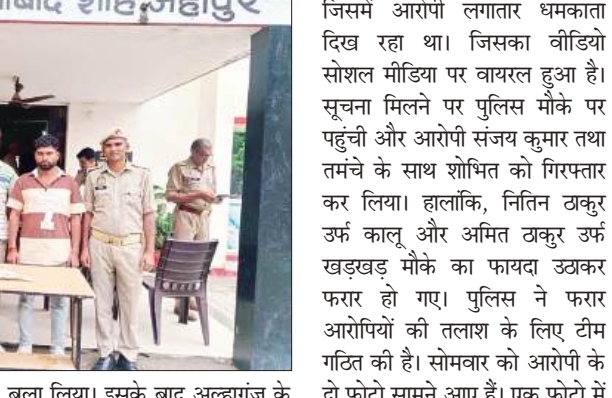 शाहजहांपुर
बुला लिया। इसके बाद अल्हागंज के
जिसमें आरोपी लगातार धमकाता
दिख रहा था। जिसका वीडियो
सोशल मीडिया पर वायरल हुआ है।
सूचना मिलने पर पुलिस मौके पर
पहुंची और आरोपी संजय कुमार तथा
तमंचे के साथ शोभित को गिरफ्तार
कर लिया। हालांकि, नितिन ठाकुर
उर्फ कालू और अमित ठाकुर उर्फ
खड़खड़ मौके का फायदा उठाकर
फरार हो गए। पुलिस ने फरार
आरोपियों की तलाश के लिए टीम
गठित की है। सोमवार को आरोपी के
दो फोटो सामने आए हैं। एक फोटो में